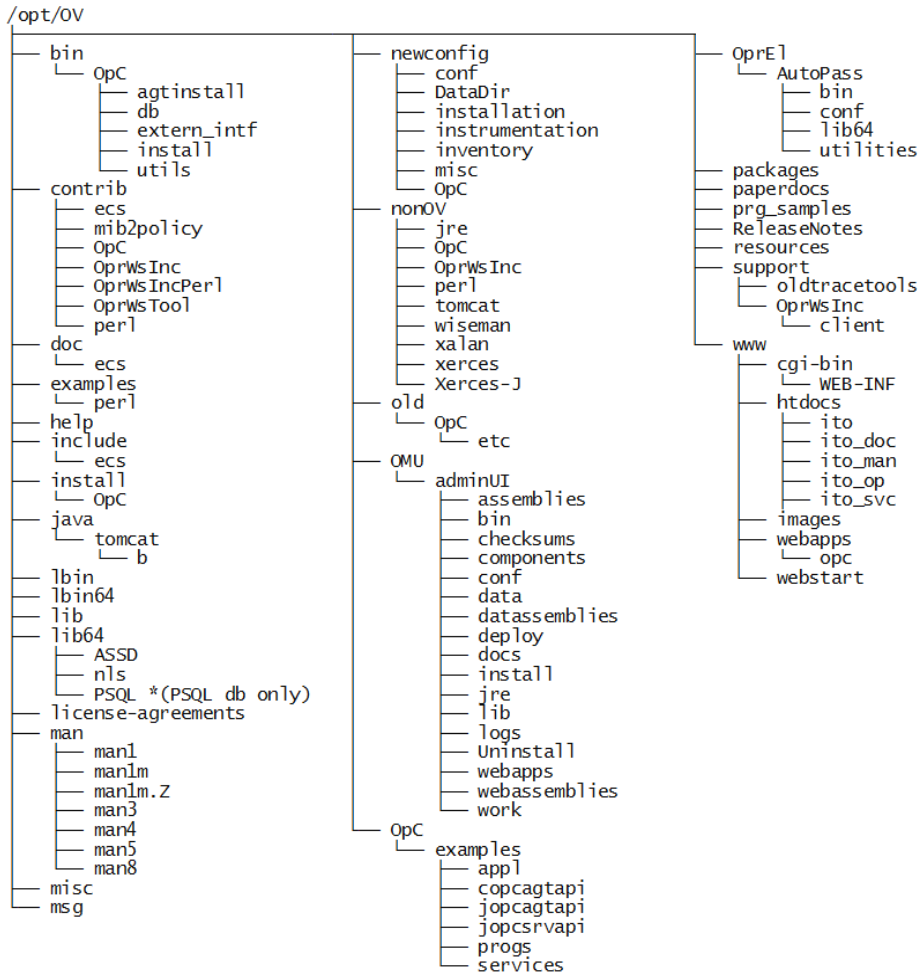 /opt/OV
bin
OpC
agtinstall
db
extern_intf
install
utils
contrib
ecs
mib2policy
OpC
OprWsInc
OprWsIncPerl
OprWsTool
perl
doc
ecs
examples
perl
help
include
ecs
install
OpC
java
tomcat
b
lbin
lbin64
lib
lib64
ASSD
nls
PSQL *(PSQL db only)
license-agreements
man
man1
man1m
man1m.Z
man3
man4
man5
man8
misc
msg
newconfig
conf
DataDir
installation
instrumentation
inventory
misc
OpC
nonOV
jre
OpC
OprWsInc
perl
tomcat
wiseman
xalan
xerces
Xerces-J
old
OpC
etc
OMU
adminUI
assemblies
bin
checksums
components
conf
data
datassemblies
deploy
docs
install
jre
lib
logs
Uninstall
webapps
webassemblies
work
OpC
examples
appl
copcagtapi
jopcagtapi
jopcsrvapi
progs
services
OprEl
AutoPass
bin
conf
lib64
utilities
packages
paperdocs
prg_samples
ReleaseNotes
resources
support
oldtracetools
OprWsInc
client
www
cgi-bin
WEB-INF
htdocs
ito
ito_doc
ito_man
ito_op
ito_svc
images
webapps
opc
webstart